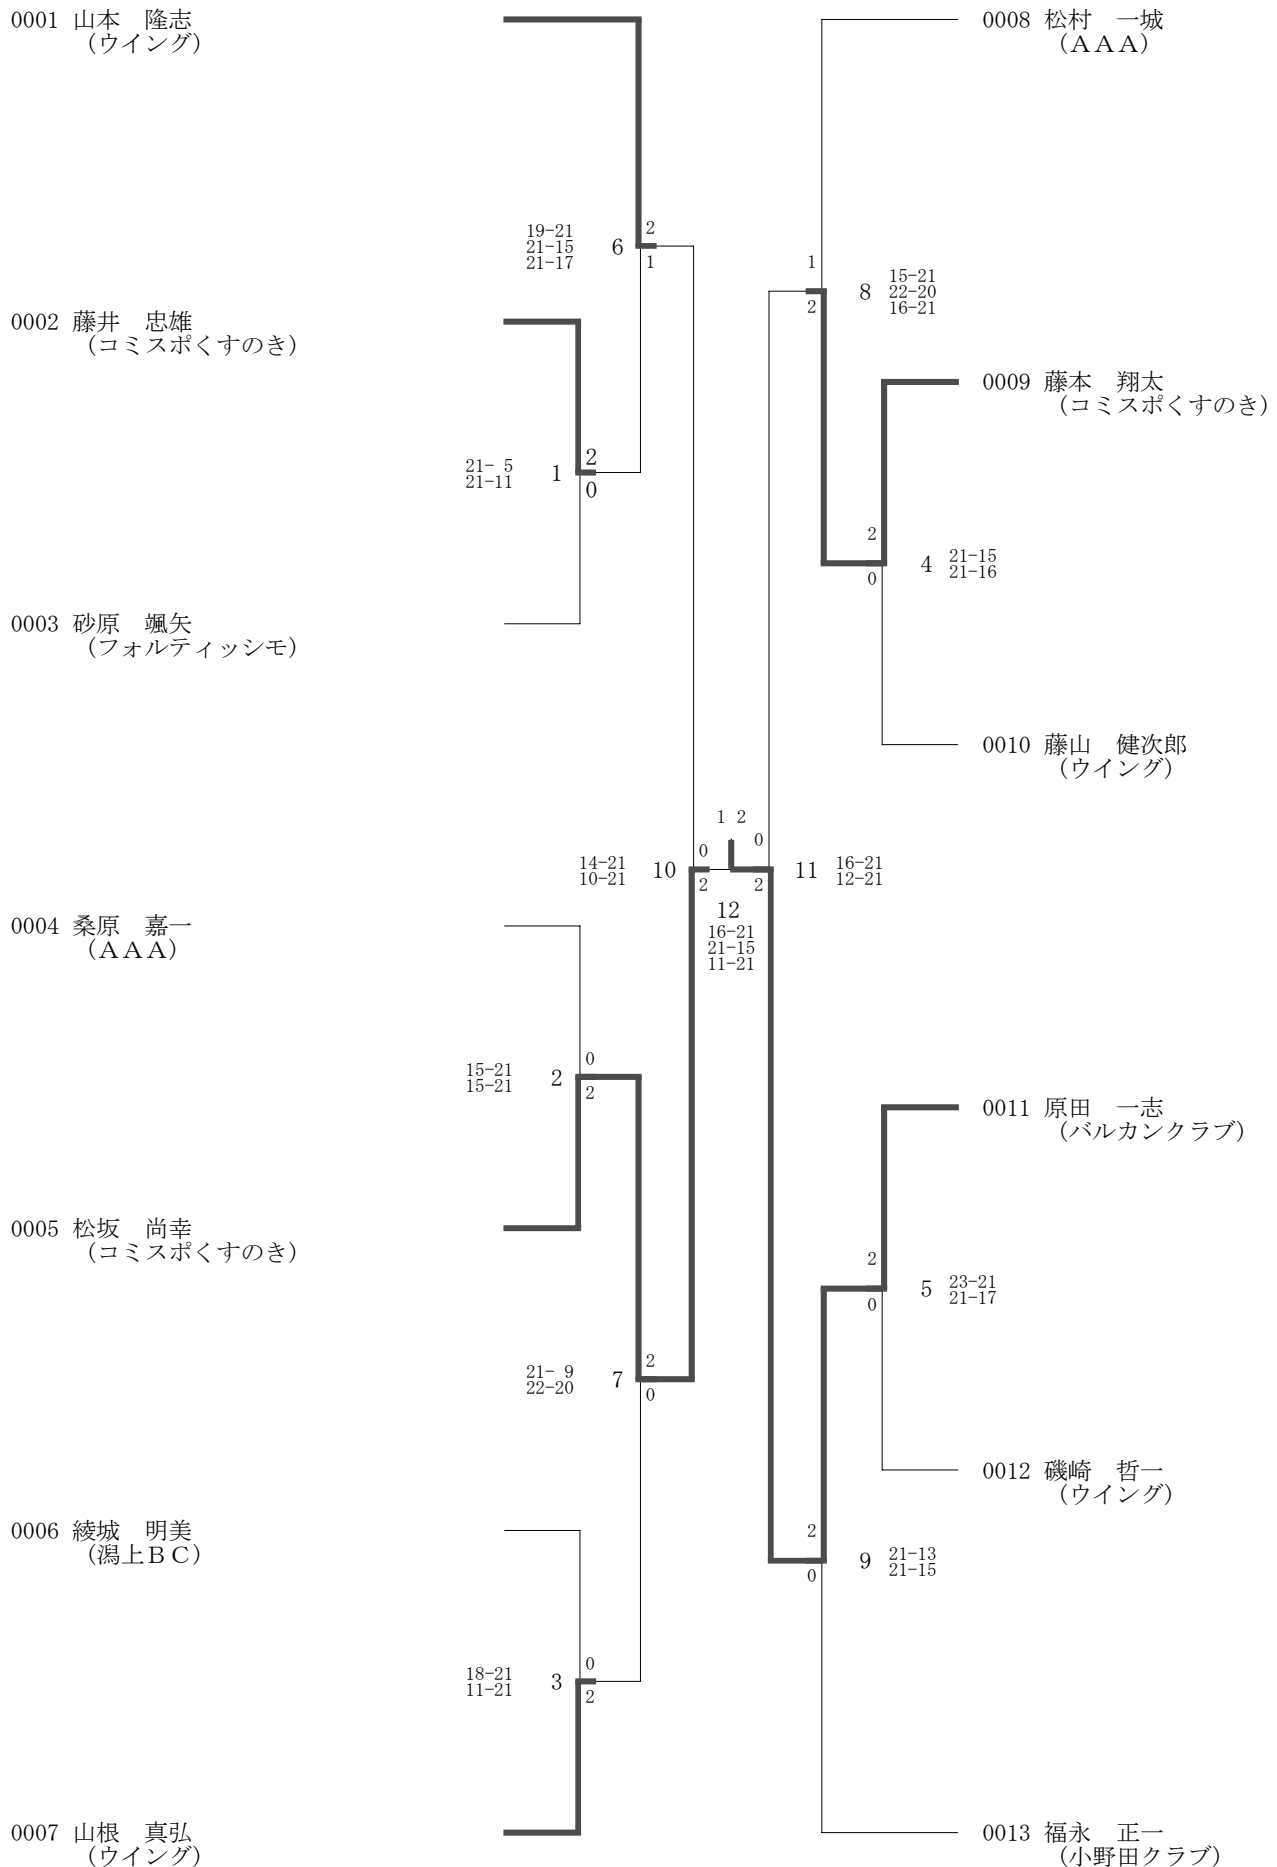 0001 山本　隆志
（ウイング）
19-21
21-15
21-17
6
2
1
0002 藤井　忠雄
（コミスポくすのき）
21- 5
21-11
1
2
0
0003 砂原　颯矢
（フォルティッシモ）
14-21
10-21
10
0
2
0004 桑原　嘉一
（ＡＡＡ）
15-21
15-21
2
0
2
0005 松坂　尚幸
（コミスポくすのき）
21- 9
22-20
7
2
0
0006 綾城　明美
（潟上ＢＣ）
18-21
11-21
3
0
2
0007 山根　真弘
（ウイング）
1 2
12
16-21
21-15
11-21
0008 松村　一城
（ＡＡＡ）
1
2
8
15-21
22-20
16-21
0009 藤本　翔太
（コミスポくすのき）
2
0
4
21-15
21-16
0010 藤山　健次郎
（ウイング）
0
2
11
16-21
12-21
0011 原田　一志
（バルカンクラブ）
2
0
5
23-21
21-17
0012 磯崎　哲一
（ウイング）
2
0
9
21-13
21-15
0013 福永　正一
（小野田クラブ）